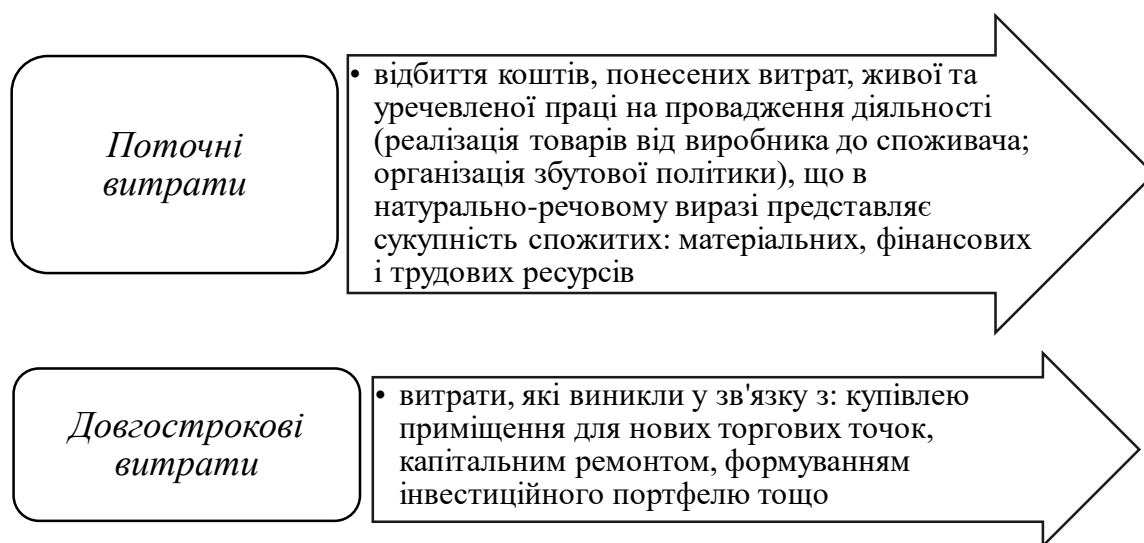 Поточні
витрати
• відбиття коштів, понесених витрат, живої та
уречевленої праці на провадження діяльності
(реалізація товарів від виробника до споживача;
організація збутової політики), що в
натурально-речовому виразі представляє
сукупність спожитих: матеріальних, фінансових
і трудових ресурсів
Довгострокові
витрати
• витрати, які виникли у зв'язку з: купівлею
приміщення для нових торгових точок,
капітальним ремонтом, формуванням
інвестиційного портфелю тощо